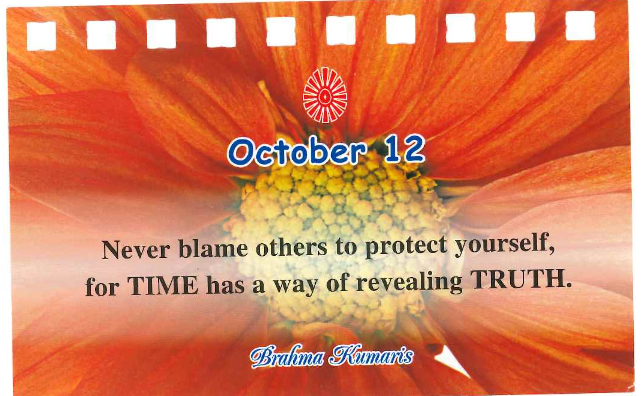 October 12
Never blame others to protect yourself,
for TIME has a way of revealing TRUTH.
Brahma Kumaris